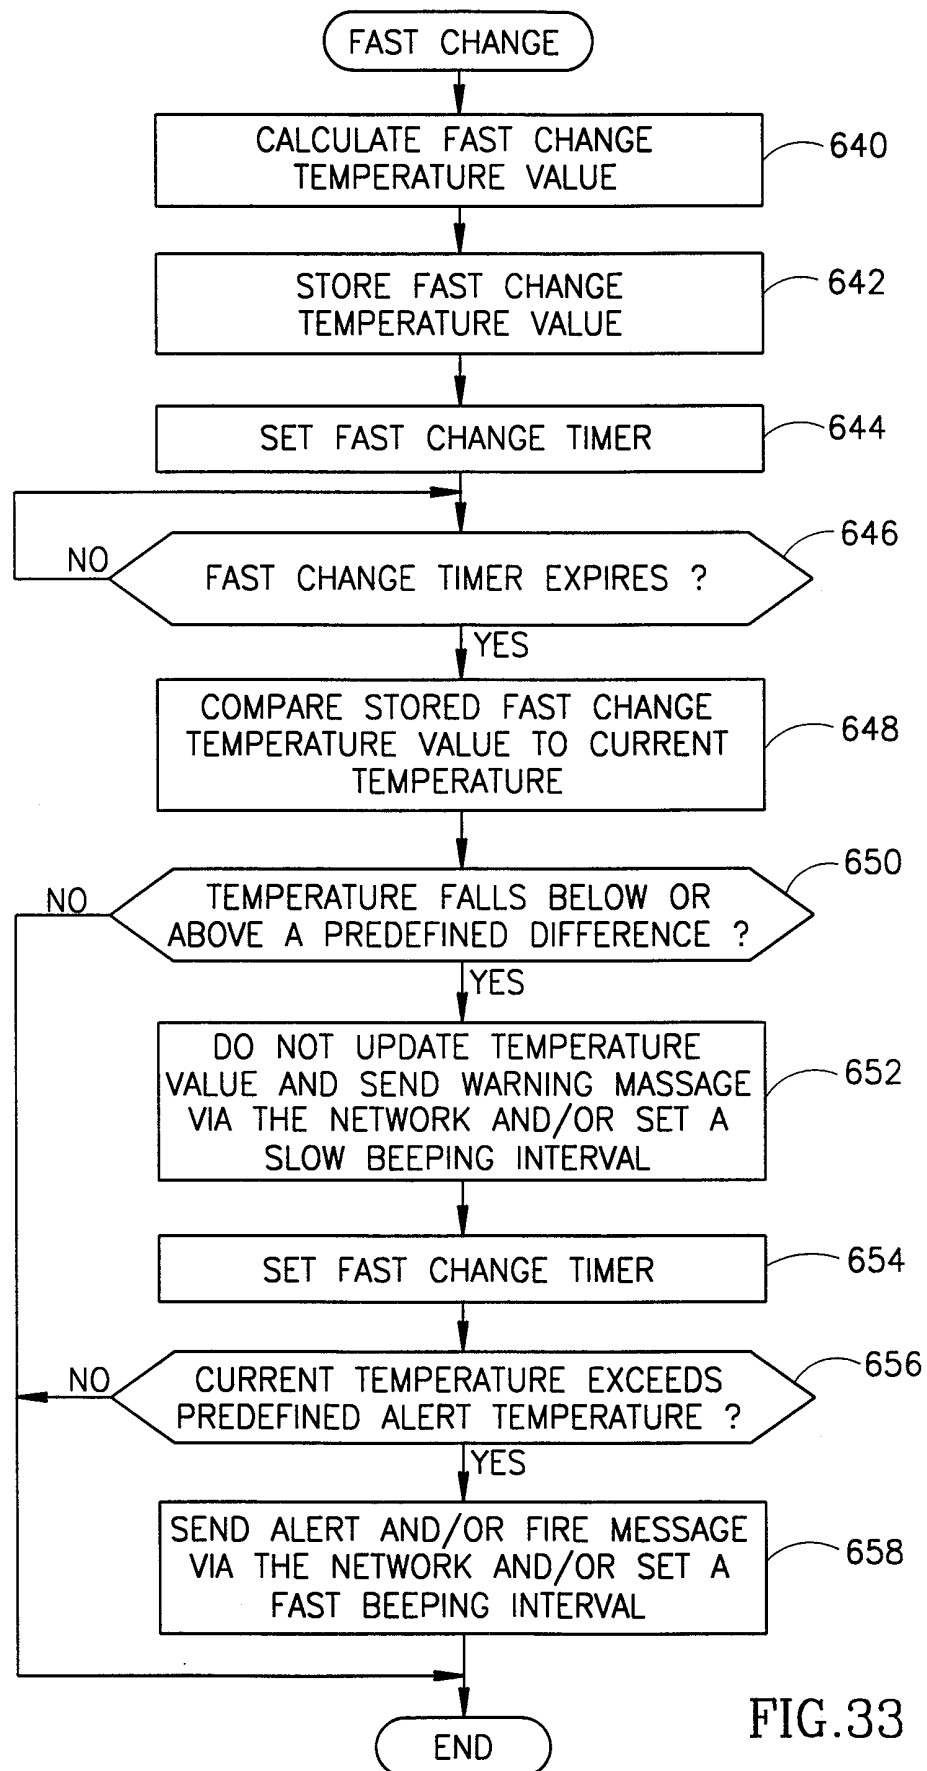 FAST CHANGE
CALCULATE FAST CHANGE
TEMPERATURE VALUE
640
STORE FAST CHANGE
TEMPERATURE VALUE
642
SET FAST CHANGE TIMER
644
646
NO
FAST CHANGE TIMER EXPIRES ?
YES
COMPARE STORED FAST CHANGE
TEMPERATURE VALUE TO CURRENT
TEMPERATURE
648
650
NO
TEMPERATURE FALLS BELOW OR
ABOVE A PREDEFINED DIFFERENCE ?
YES
DO NOT UPDATE TEMPERATURE
VALUE AND SEND WARNING MASSAGE
VIA THE NETWORK AND/OR SET A
SLOW BEEPING INTERVAL
652
SET FAST CHANGE TIMER
654
656
NO
CURRENT TEMPERATURE EXCEEDS
PREDEFINED ALERT TEMPERATURE ?
YES
SEND ALERT AND/OR FIRE MESSAGE
VIA THE NETWORK AND/OR SET A
FAST BEEPING INTERVAL
658
END
FIG.33